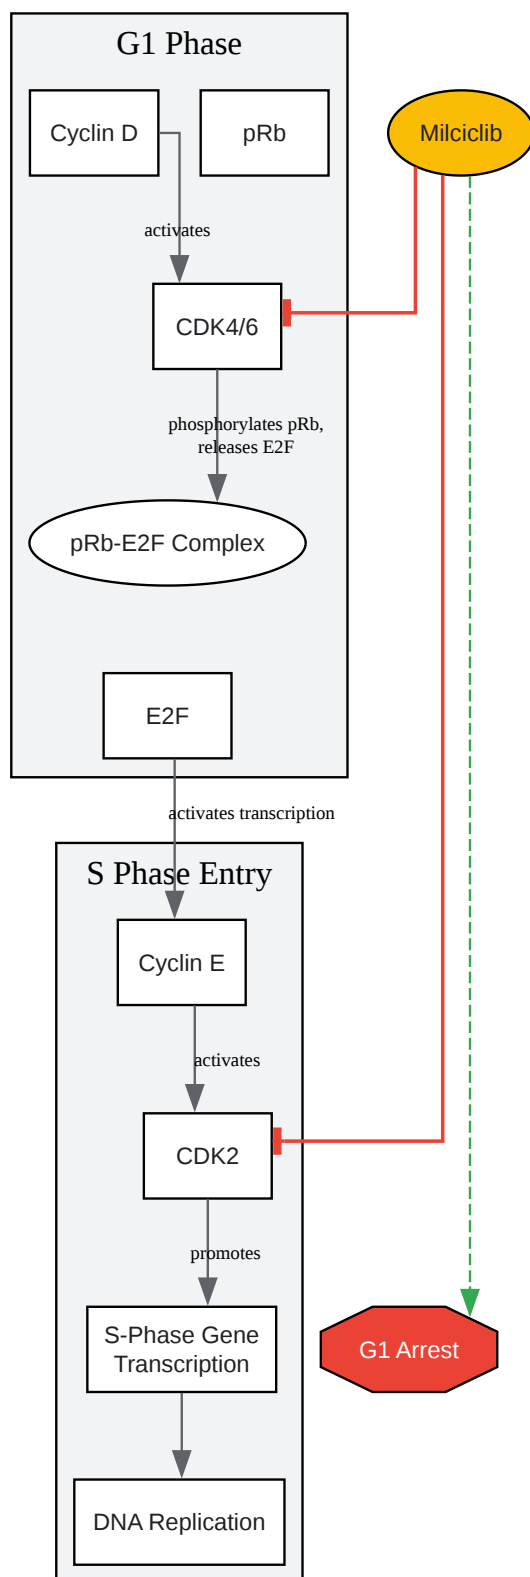 G1 Phase
Cyclin D
pRb
Milciclib
activates
CDK4/6
phosphorylates pRb,
releases E2F
pRb-E2F Complex
E2F
activates transcription
S Phase Entry
Cyclin E
activates
CDK2
promotes
S-Phase Gene
Transcription
G1 Arrest
DNA Replication